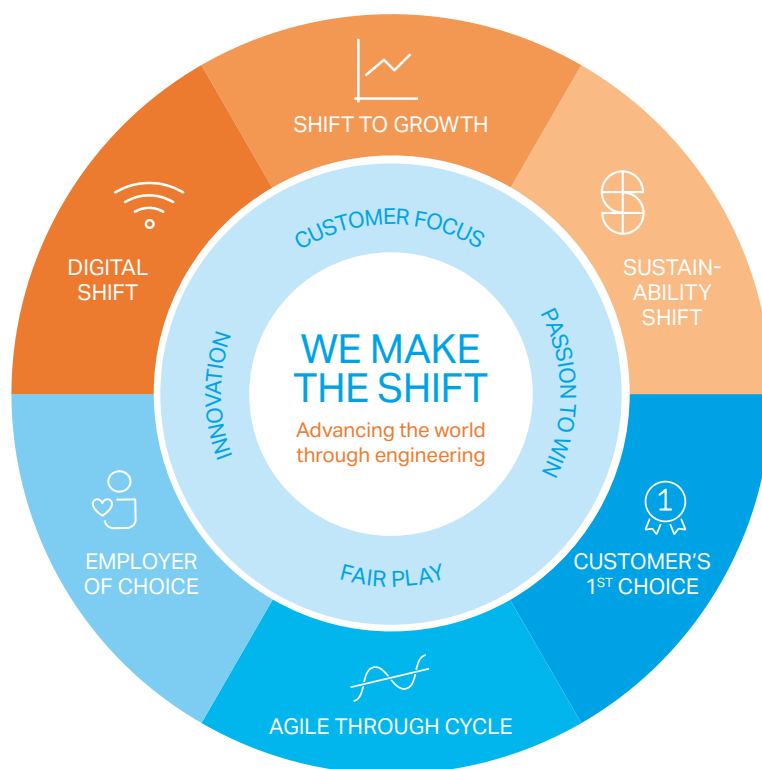 SHIFT TO GROWTH
DIGITAL
SHIFT
SUSTAIN-
ABILITY
SHIFT
CUSTOMER FOCUS
INNOVATION
PASSION TO WIN
WE MAKE
THE SHIFT
Advancing the world
through engineering
FAIR PLAY
EMPLOYER
OF CHOICE
1
CUSTOMER'S
1ST CHOICE
AGILE THROUGH CYCLE